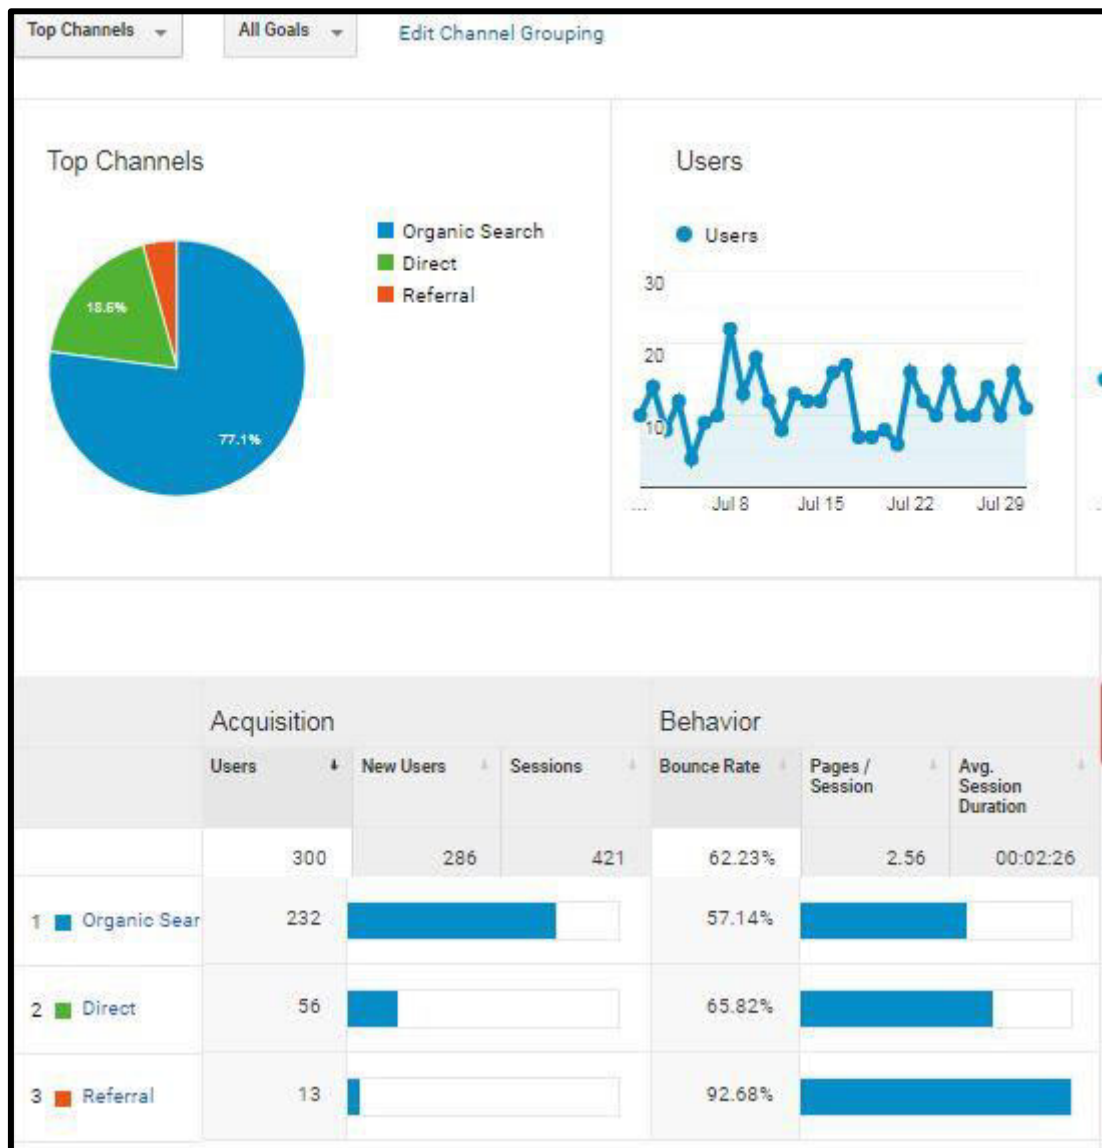 Top Channels
All Goals
Edit Channel Grouping
Top Channels
Organic Search
Direct
Referral
18.6%
77.1%
Users
Users
30
20
10
...
Jul 8
Jul 15
Jul 22
Jul 29
Acquisition
Behavior
Users
New Users
Sessions
Bounce Rate
Pages /
Session
Avg.
Session
Duration
300
286
421
62.23%
2.56
00:02:26
1
Organic Sear
232
57.14%
2
Direct
56
65.82%
3
Referral
13
92.68%